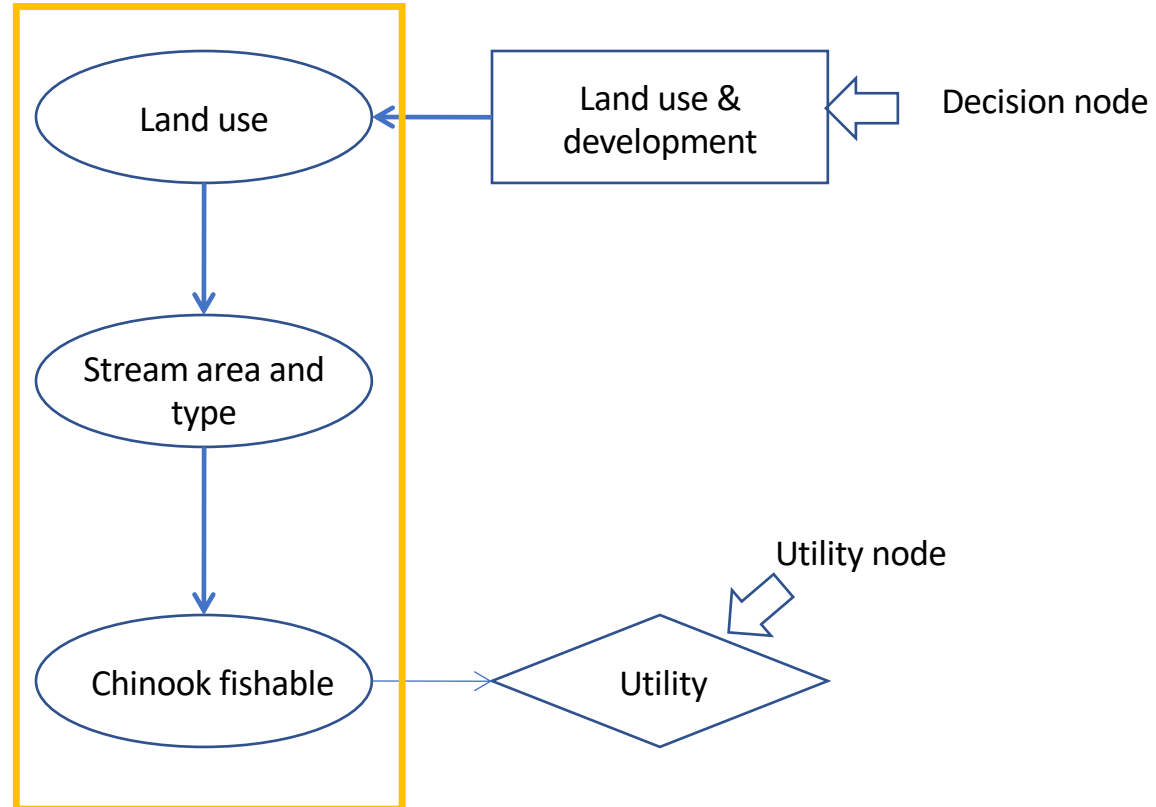 Land use
Land use &
development
Decision node
Stream area and
type
Utility node
Chinook fishable
Utility